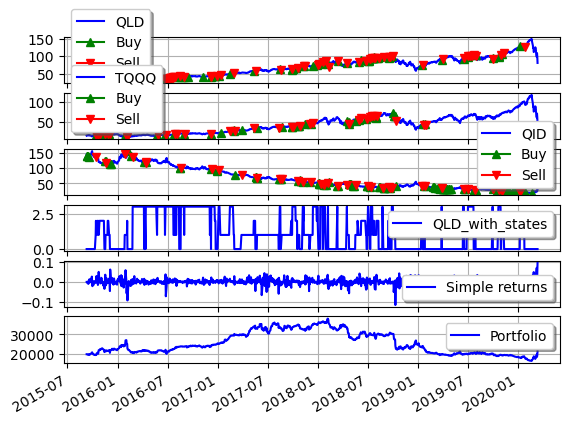 QLD
Buy
Sell
150
100
50
TQQQ
Buy
Sell
100
50
QID
Buy
Sell
150
100
50
QLD_with_states
2.5
0.0
Simple returns
0.1
0.0
−0.1
Portfolio
30000
20000
2015-07
2016-01
2016-07
2017-01
2017-07
2018-01
2018-07
2019-01
2019-07
2020-01